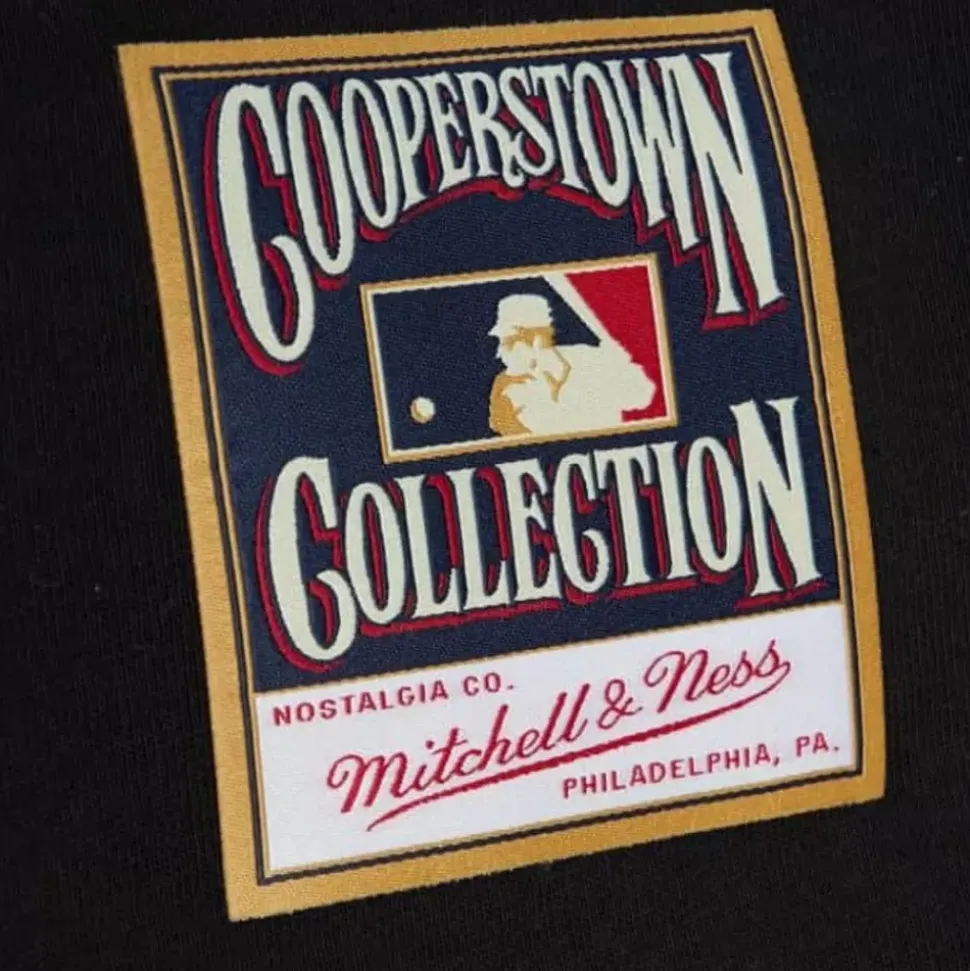 COOPERSTOWN
COLLECTION
NOSTALGIA CO.
Mitchell & Ness
PHILADELPHIA, PA.